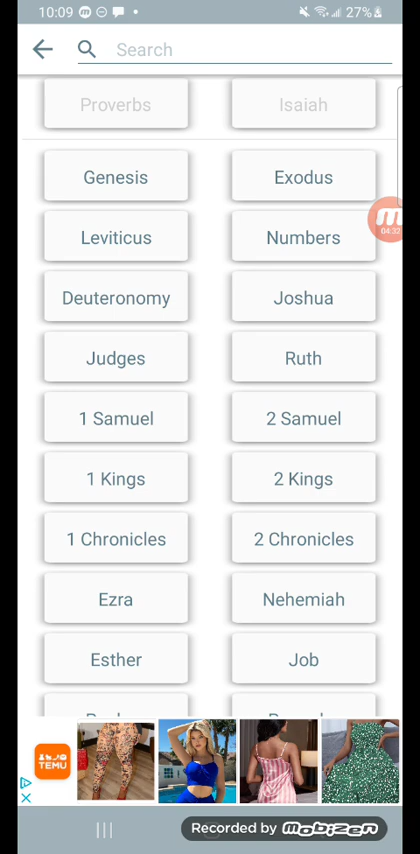 10:09 27%
Search
Proverbs Isaiah
Genesis Exodus
Leviticus Numbers
04:32
Deuteronomy Joshua
Judges Ruth
1 Samuel 2 Samuel
1 Kings 2 Kings
1 Chronicles 2 Chronicles
Ezra Nehemiah
Esther Job
TEMU
Recorded by mobizen